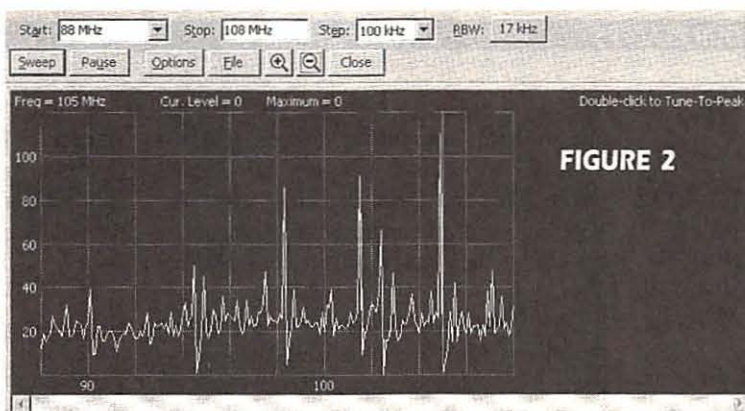 Start: 88 MHz Stop: 108 MHz Step: 100 kHz RBW: 17 kHz
Sweep Pause Options File Close
Freq = 105 MHz Cur. Level = 0 Maximum = 0 Double-click to Tune-To-Peak
FIGURE 2
100
80
60
40
20
90 100